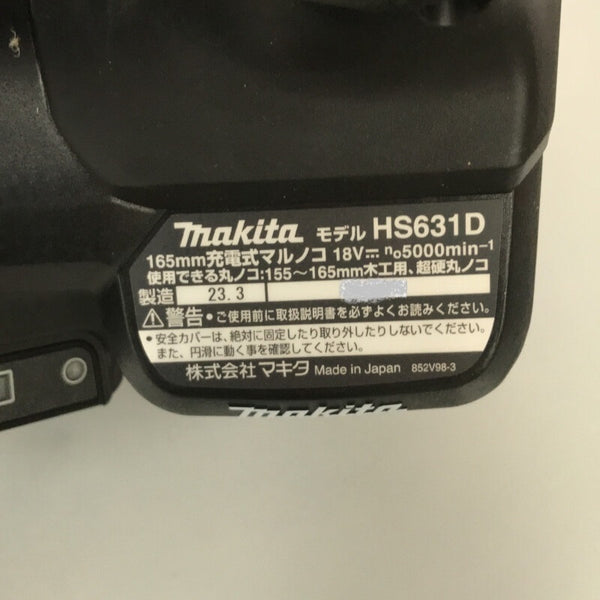 makita モデル HS631D
165mm充電式マルノコ 18V⎓ n₀5000min⁻¹
使用できる丸ノコ:155〜165mm木工用、超硬丸ノコ
製造 23.3
⚠警告 • ご使用前に取扱説明書を必ずよくお読みください。
• 安全カバーは、絶対に固定したり取り外したりしないでください。
また、円滑に動く事を確認してください。
株式会社 マキタ Made in Japan 852V98-3
makita